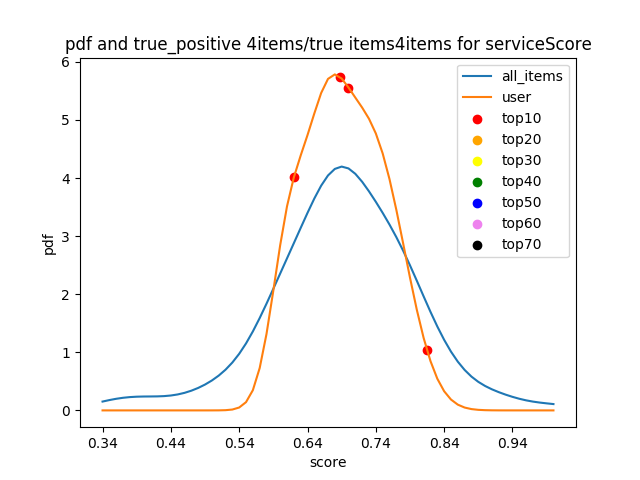 pdf and true_positive 4items/true items4items for serviceScore
6
5
4
3
2
1
0
pdf
0.34 0.44 0.54 0.64 0.74 0.84 0.94
score
all_items
user
top10
top20
top30
top40
top50
top60
top70